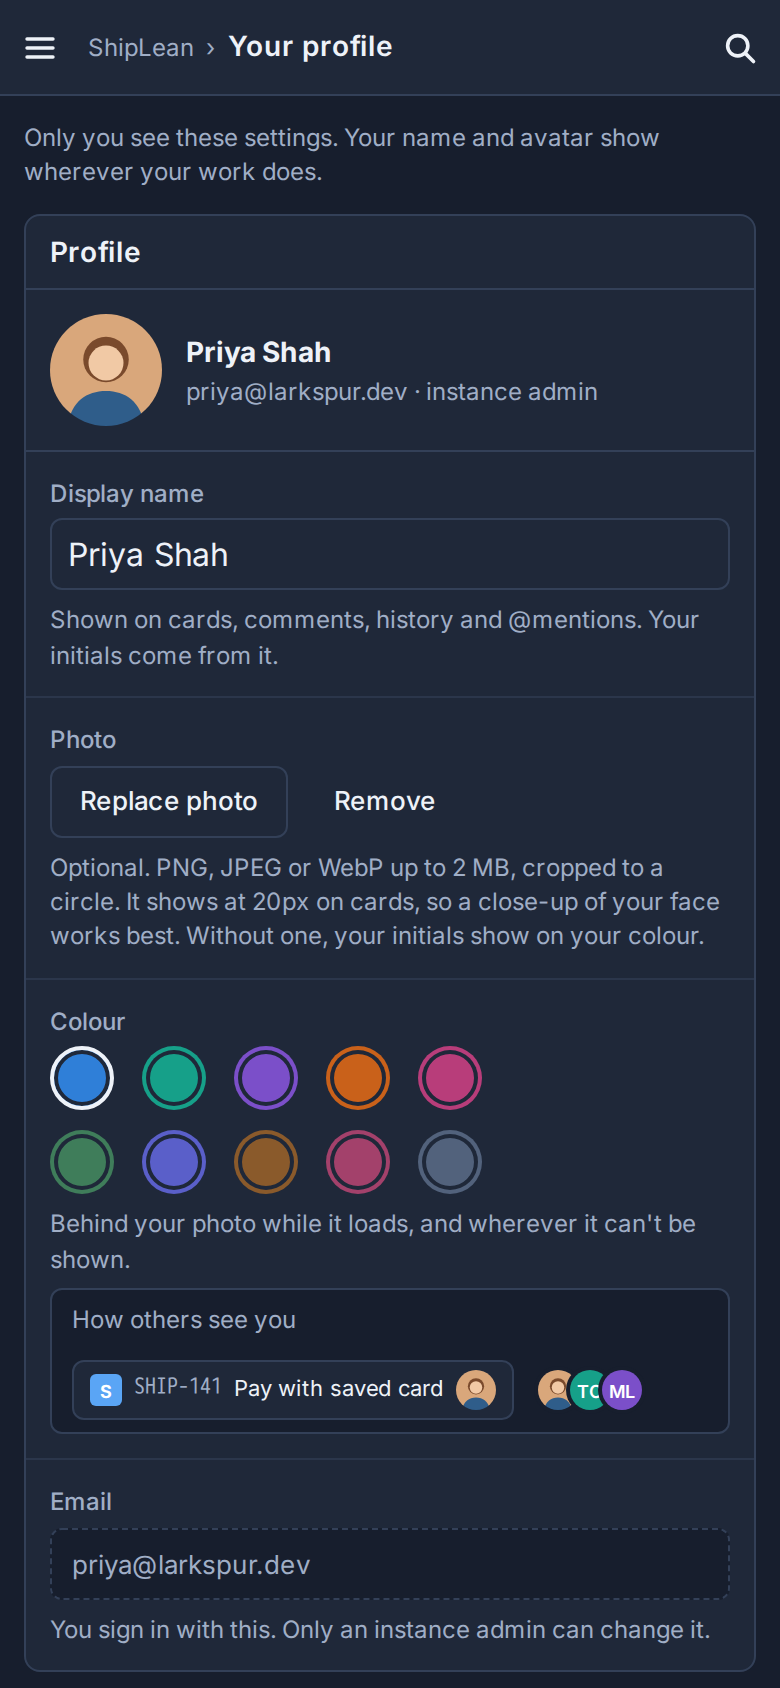 ShipLean › Your profile
Only you see these settings. Your name and avatar show
wherever your work does.
Profile
Priya Shah
priya@larkspur.dev · instance admin
Display name
Priya Shah
Shown on cards, comments, history and @mentions. Your
initials come from it.
Photo
Replace photo Remove
Optional. PNG, JPEG or WebP up to 2 MB, cropped to a
circle. It shows at 20px on cards, so a close-up of your face
works best. Without one, your initials show on your colour.
Colour
Behind your photo while it loads, and wherever it can't be
shown.
How others see you
S SHIP-141 Pay with saved card TC ML
Email
priya@larkspur.dev
You sign in with this. Only an instance admin can change it.